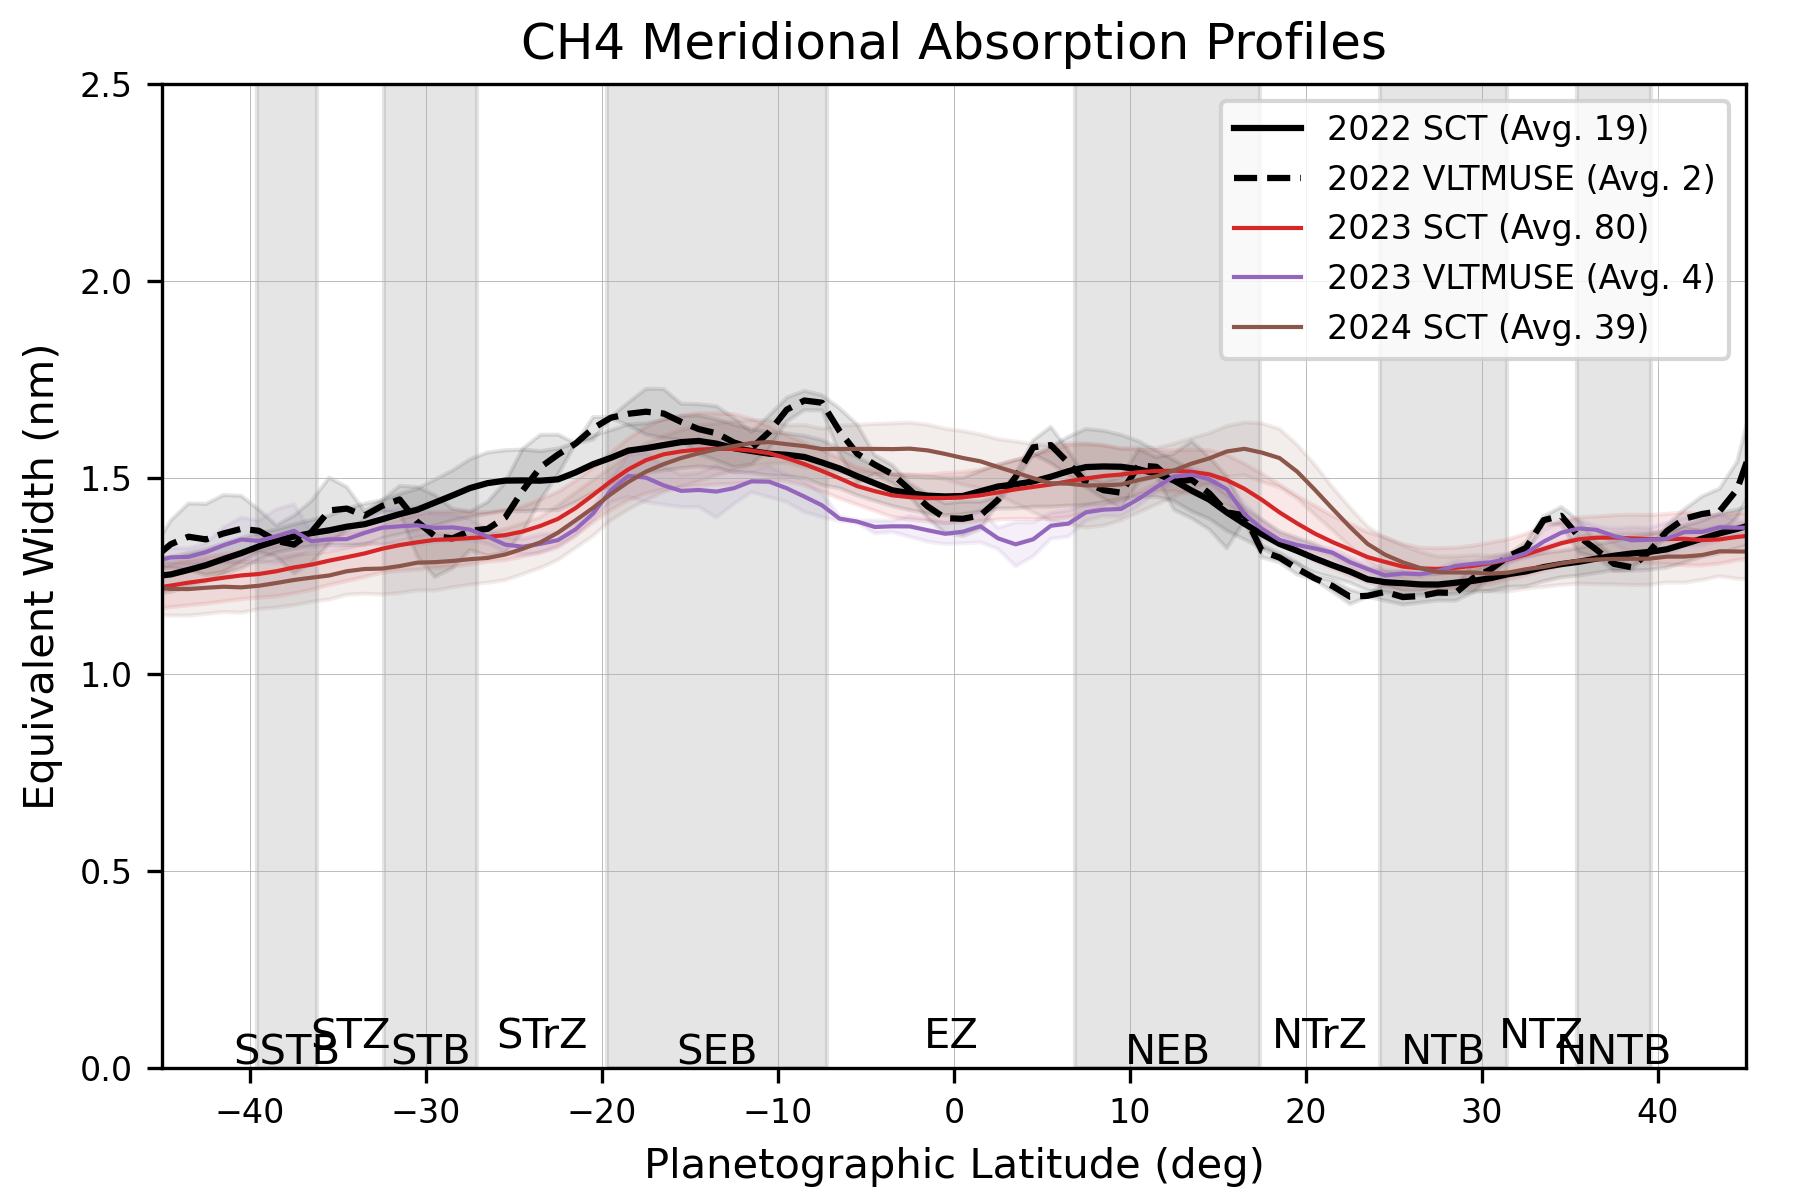 CH4 Meridional Absorption Profiles
2.5
2.0
1.5
1.0
0.5
0.0
Equivalent Width (nm)
2022 SCT (Avg. 19)
2022 VLTMUSE (Avg. 2)
2023 SCT (Avg. 80)
2023 VLTMUSE (Avg. 4)
2024 SCT (Avg. 39)
STZ STrZ EZ NTrZ NTZ
SSTB STB SEB NEB NTB NNTB
−40 −30 −20 −10 0 10 20 30 40
Planetographic Latitude (deg)